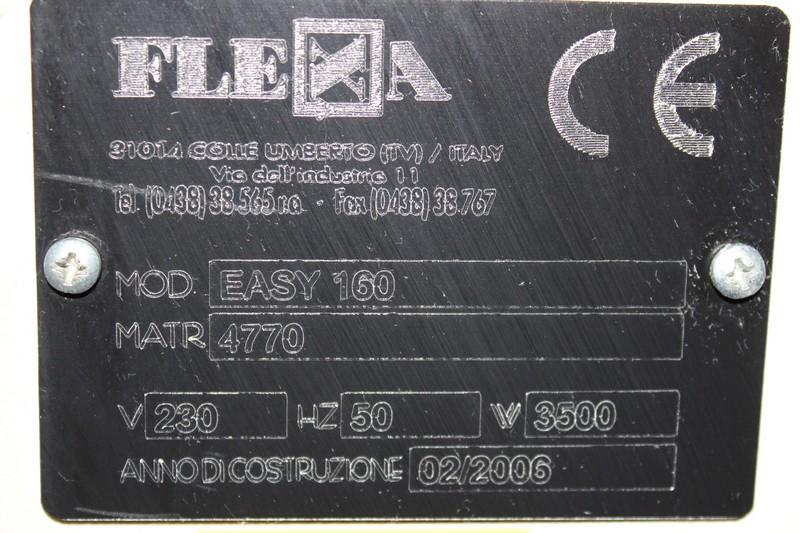 FLEXA CE
31014 COLLE UMBERTO (TV) / ITALY
Via dell'industria 11
Tel. (0438) 38.565 r.a. - Fax (0438) 38.767
MOD. EASY 160
MATR. 4770
V 230 HZ 50 W 3500
ANNO DI COSTRUZIONE 02/2006